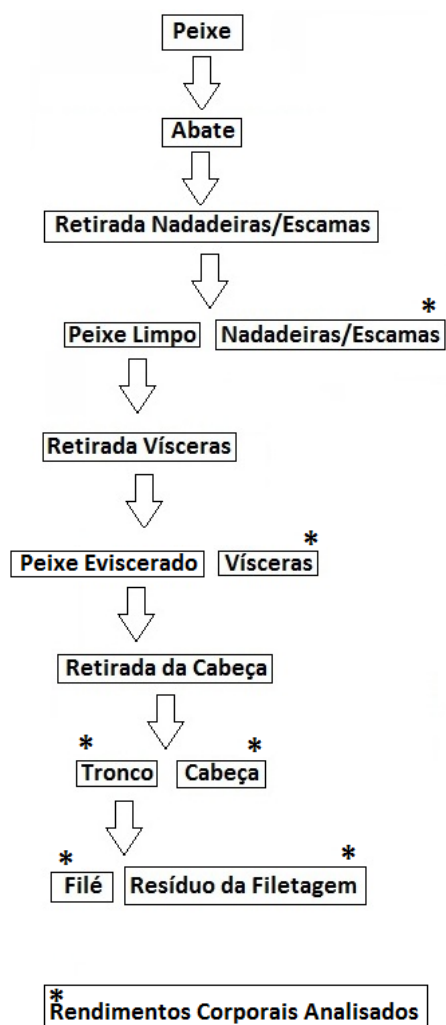 Peixe
Abate
Retirada Nadadeiras/Escamas
*
Peixe Limpo Nadadeiras/Escamas
Retirada Vísceras
*
Peixe Eviscerado Vísceras
Retirada da Cabeça
* *
Tronco Cabeça
* *
Filé Resíduo da Filetagem
*
Rendimentos Corporais Analisados